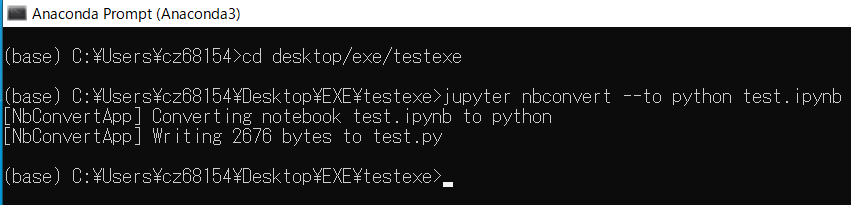 Anaconda Prompt (Anaconda3)
(base) C:¥Users¥cz68154>cd desktop/exe/testexe
(base) C:¥Users¥cz68154¥Desktop¥EXE¥testexe>jupyter nbconvert --to python test.ipynb
[NbConvertApp] Converting notebook test.ipynb to python
[NbConvertApp] Writing 2676 bytes to test.py
(base) C:¥Users¥cz68154¥Desktop¥EXE¥testexe>